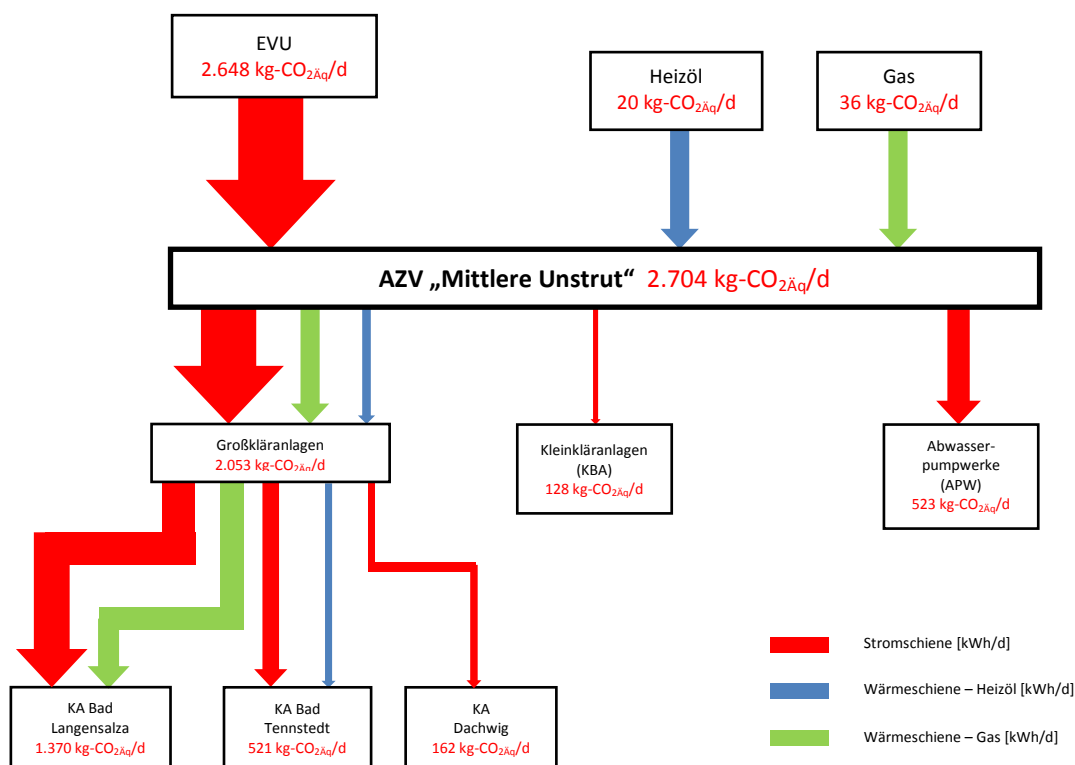 EVU
2.648 kg-CO2Äq/d
Heizöl
20 kg-CO2Äq/d
Gas
36 kg-CO2Äq/d
AZV „Mittlere Unstrut“ 2.704 kg-CO2Äq/d
Großkläranlagen
2.053 kg-CO2Äq/d
Kleinkläranlagen
(KBA)
128 kg-CO2Äq/d
Abwasser-
pumpwerke
(APW)
523 kg-CO2Äq/d
KA Bad
Langensalza
1.370 kg-CO2Äq/d
KA Bad
Tennstedt
521 kg-CO2Äq/d
KA
Dachwig
162 kg-CO2Äq/d
Stromschiene [kWh/d]
Wärmeschiene – Heizöl [kWh/d]
Wärmeschiene – Gas [kWh/d]